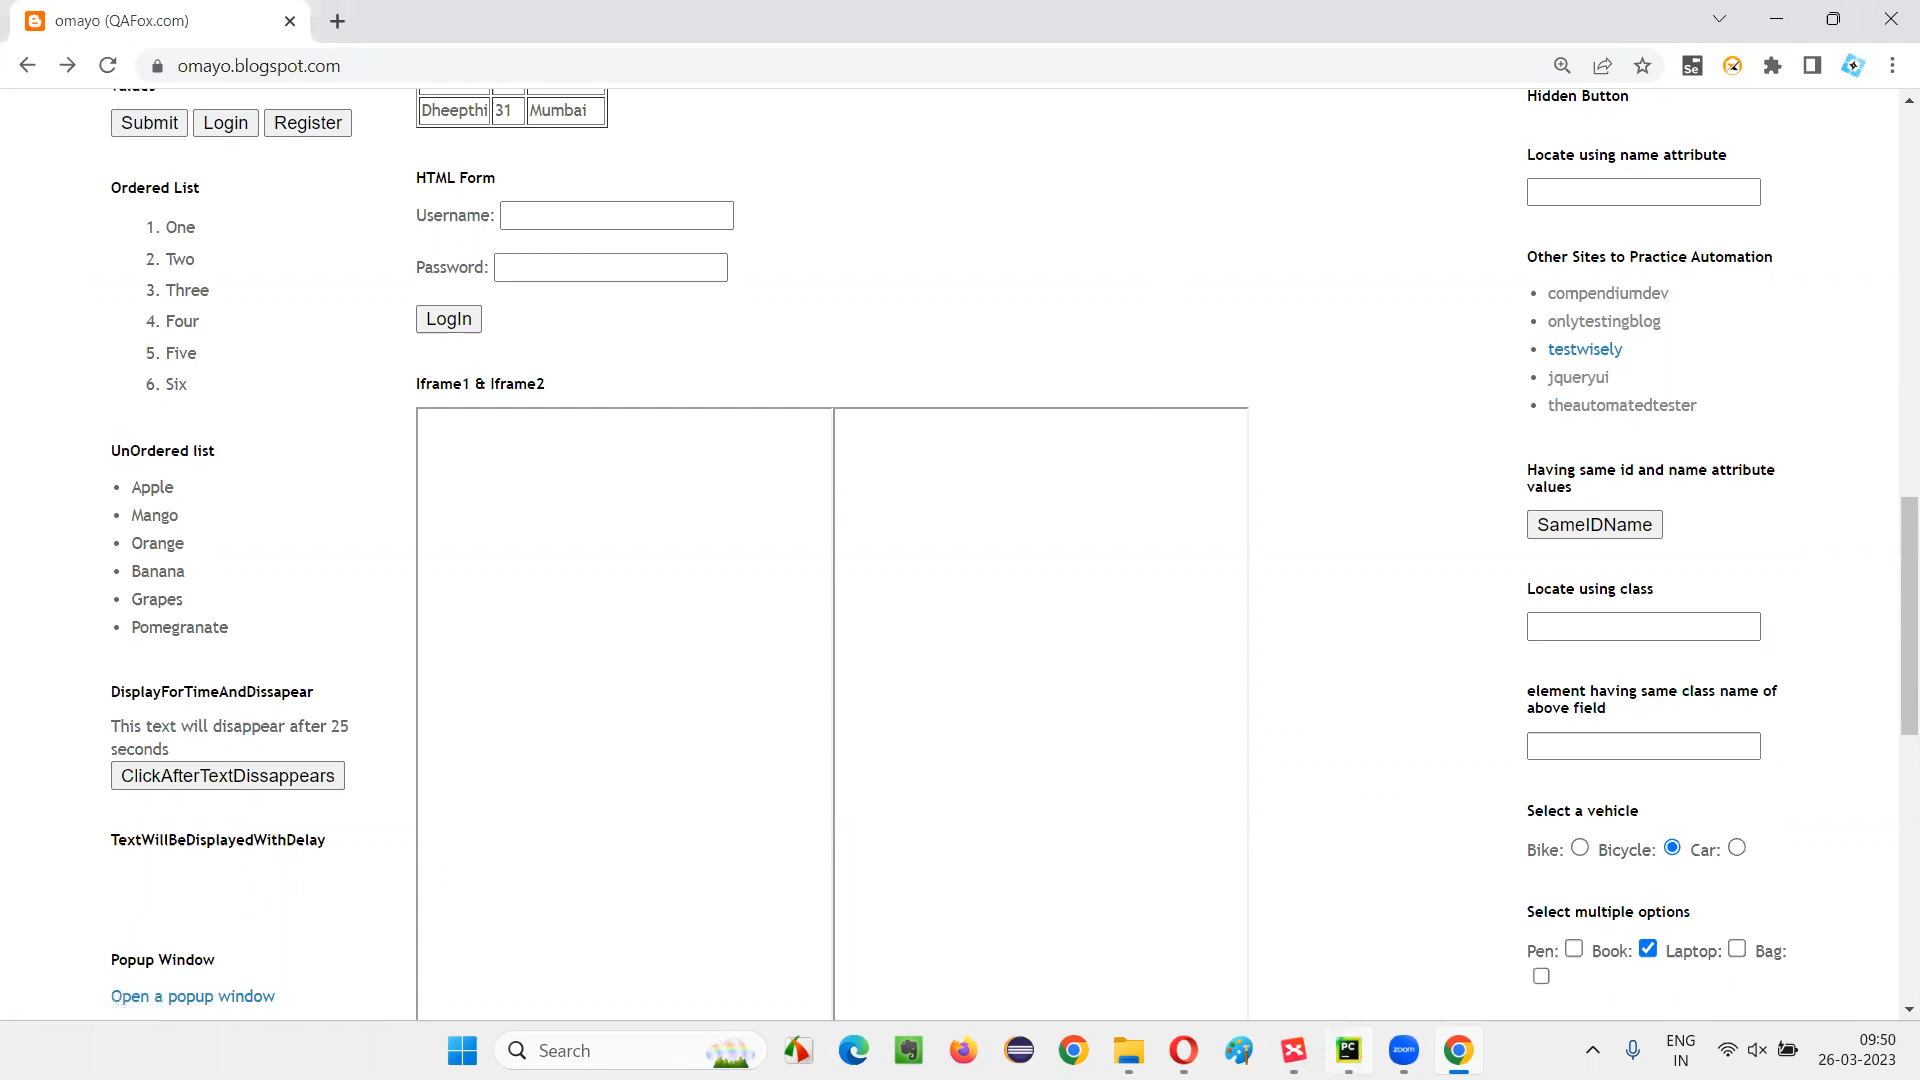 omayo (QAFox.com)
omayo.blogspot.com
Submit Login Register
Ordered List
1. One
2. Two
3. Three
4. Four
5. Five
6. Six
UnOrdered list
• Apple
• Mango
• Orange
• Banana
• Grapes
• Pomegranate
DisplayForTimeAndDissapear
This text will disappear after 25
seconds
ClickAfterTextDissappears
TextWillBeDisplayedWithDelay
Popup Window
Open a popup window
Dheepthi 31 Mumbai
HTML Form
Username:
Password:
LogIn
Iframe1 & Iframe2
Hidden Button
Locate using name attribute
Other Sites to Practice Automation
• compendiumdev
• onlytestingblog
• testwisely
• jqueryui
• theautomatedtester
Having same id and name attribute
values
SameIDName
Locate using class
element having same class name of
above field
Select a vehicle
Bike: Bicycle: Car:
Select multiple options
Pen: Book: Laptop: Bag:
Search
PC
zoom
ENG
IN
09:50
26-03-2023